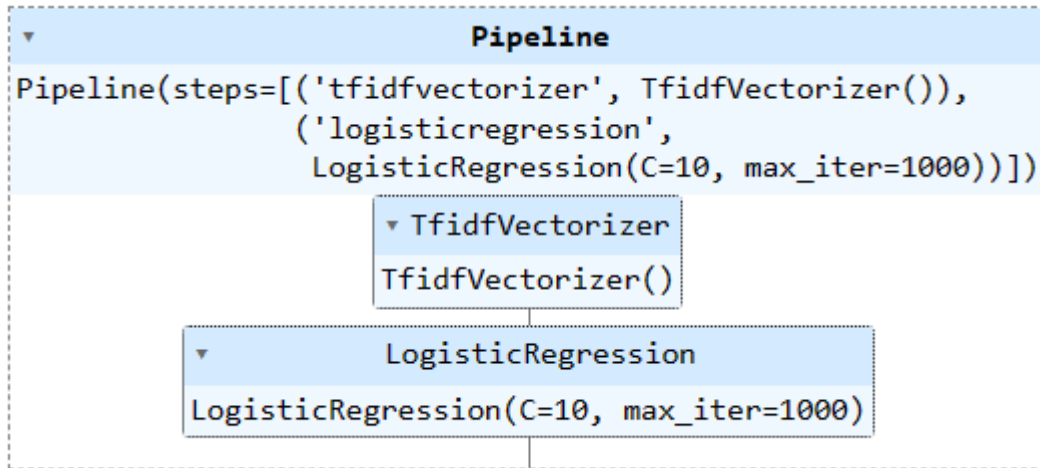 Pipeline
Pipeline(steps=[('tfidfvectorizer', TfidfVectorizer()),
('logisticregression',
LogisticRegression(C=10, max_iter=1000))])
TfidfVectorizer
TfidfVectorizer()
LogisticRegression
LogisticRegression(C=10, max_iter=1000)